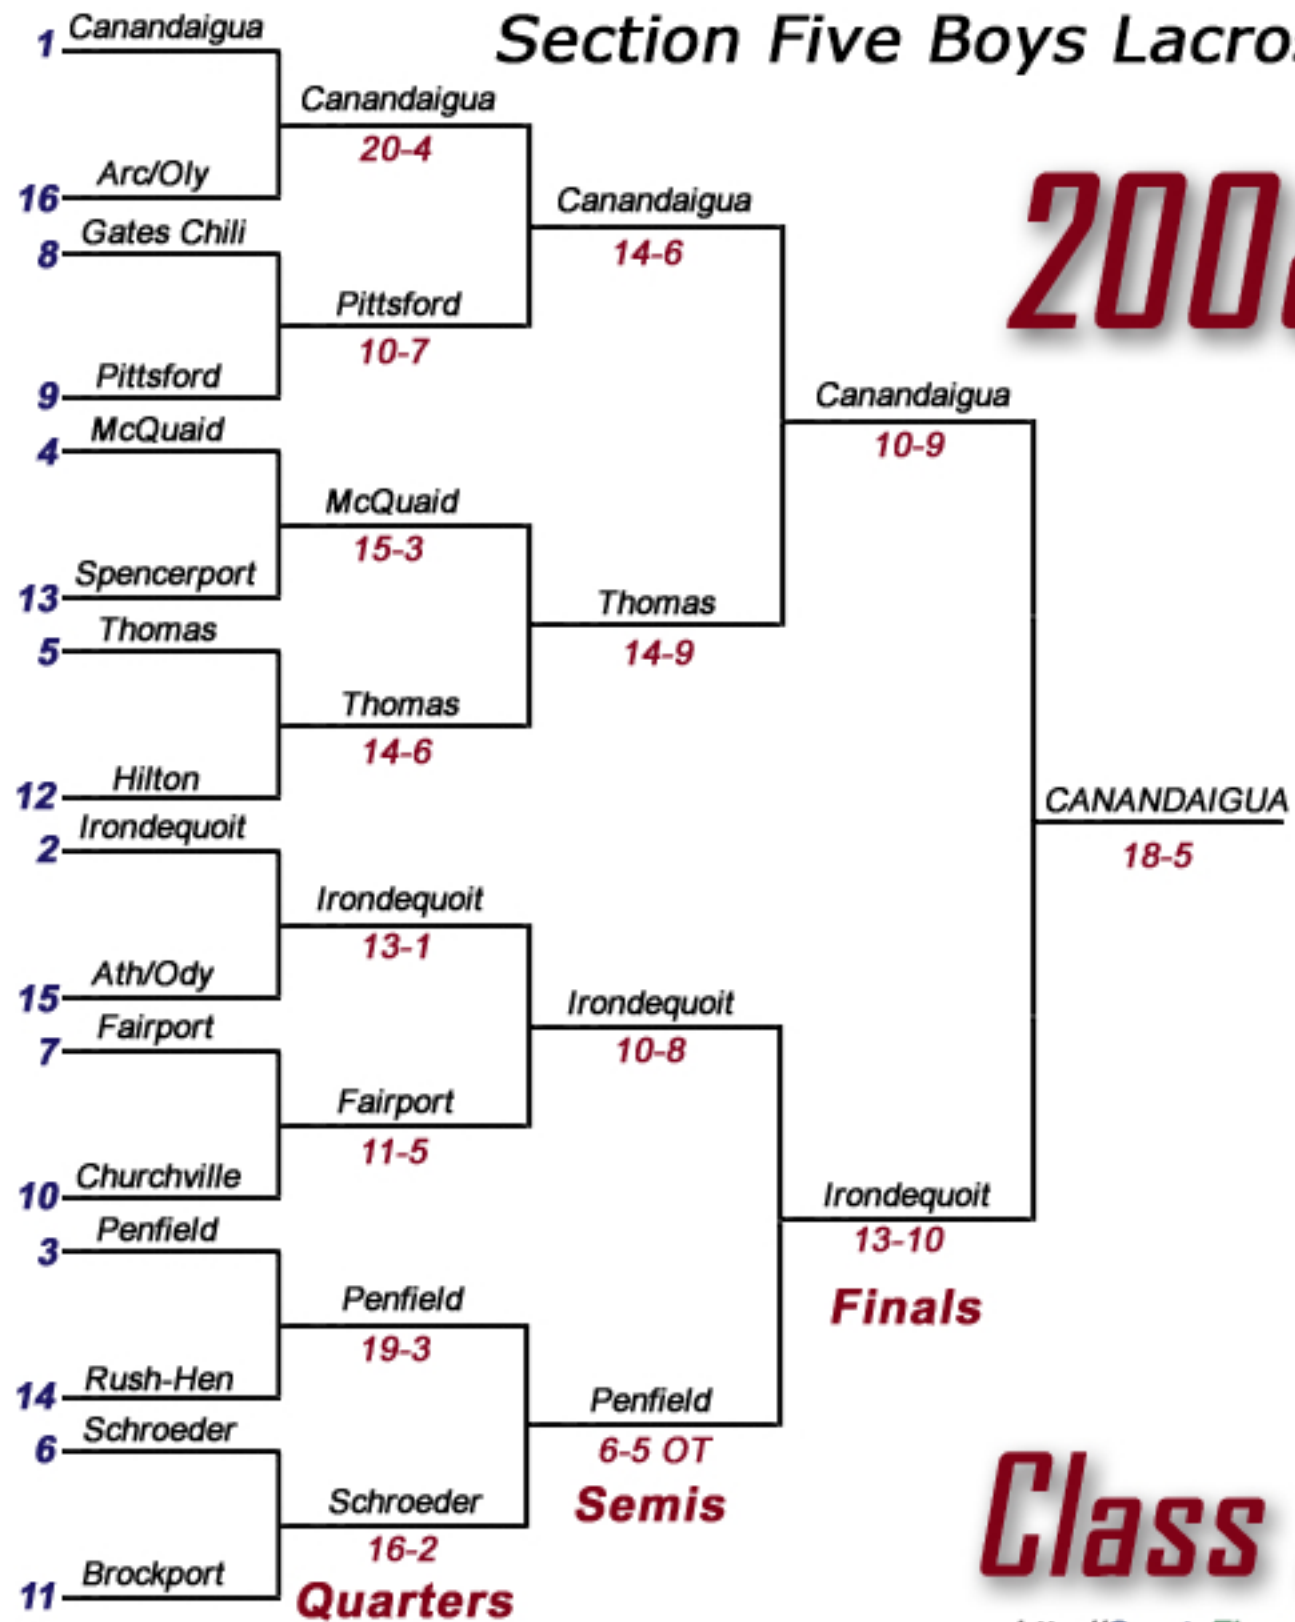 Section Five Boys Lacros
1 Canandaigua
16 Arc/Oly
8 Gates Chili
9 Pittsford
4 McQuaid
13 Spencerport
5 Thomas
12 Hilton
2 Irondequoit
15 Ath/Ody
7 Fairport
10 Churchville
3 Penfield
14 Rush-Hen
6 Schroeder
11 Brockport
Canandaigua
20-4
Pittsford
10-7
McQuaid
15-3
Thomas
14-6
Irondequoit
13-1
Fairport
11-5
Penfield
19-3
Schroeder
16-2
Quarters
Canandaigua
14-6
Thomas
14-9
Irondequoit
10-8
Penfield
6-5 OT
Semis
Canandaigua
10-9
Irondequoit
13-10
Finals
CANANDAIGUA
18-5
200
Class